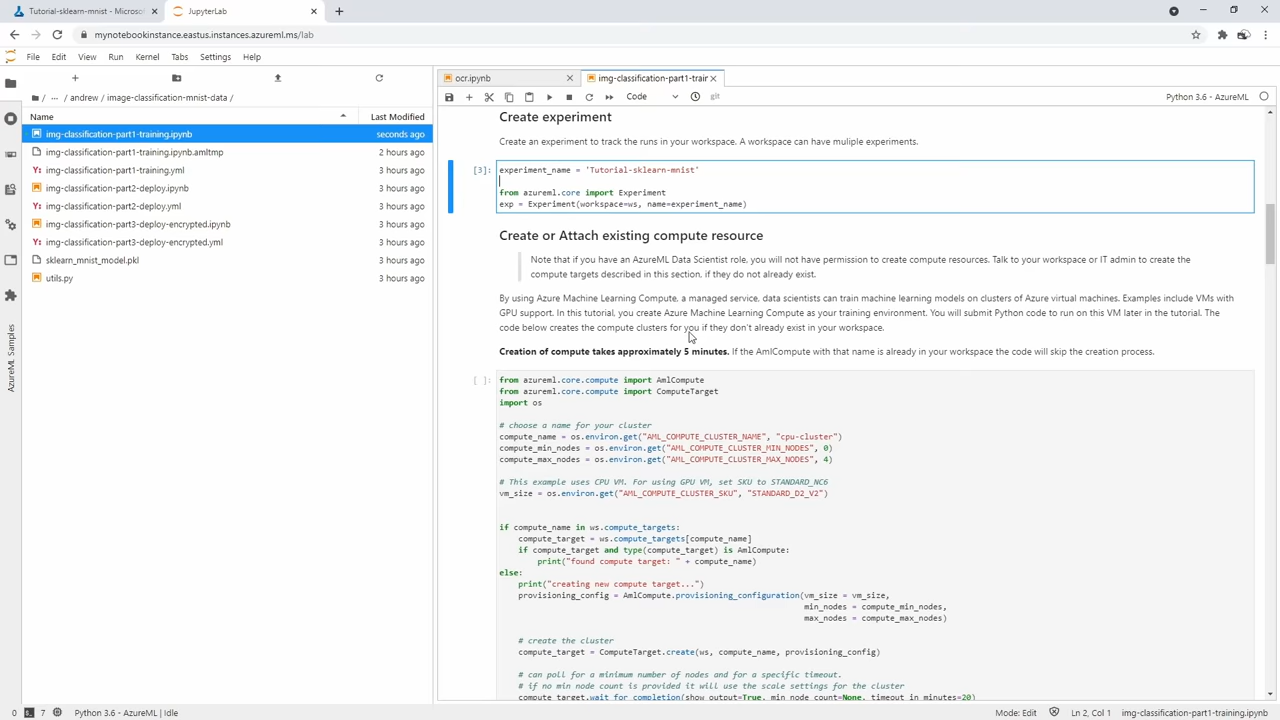 Tutorial-sklearn-mnist - Microso
JupyterLab
mynotebookinstance.eastus.instances.azureml.ms/lab
File Edit View Run Kernel Tabs Settings Help
/ ... / andrew / image-classification-mnist-data /
Name Last Modified
img-classification-part1-training.ipynb seconds ago
img-classification-part1-training.ipynb.amltmp 2 hours ago
img-classification-part1-training.yml 3 hours ago
img-classification-part2-deploy.ipynb 3 hours ago
img-classification-part2-deploy.yml 3 hours ago
img-classification-part3-deploy-encrypted.ipynb 3 hours ago
img-classification-part3-deploy-encrypted.yml 3 hours ago
sklearn_mnist_model.pkl 3 hours ago
utils.py 3 hours ago
AzureML Samples
ocr.ipynb
img-classification-part1-trair
Code
git
Python 3.6 - AzureML
Create experiment
Create an experiment to track the runs in your workspace. A workspace can have muliple experiments.
[3]: experiment_name = 'Tutorial-sklearn-mnist'
from azureml.core import Experiment
exp = Experiment(workspace=ws, name=experiment_name)
Create or Attach existing compute resource
Note that if you have an AzureML Data Scientist role, you will not have permission to create compute resources. Talk to your workspace or IT admin to create the
compute targets described in this section, if they do not already exist.
By using Azure Machine Learning Compute, a managed service, data scientists can train machine learning models on clusters of Azure virtual machines. Examples include VMs with
GPU support. In this tutorial, you create Azure Machine Learning Compute as your training environment. You will submit Python code to run on this VM later in the tutorial. The
code below creates the compute clusters for you if they don't already exist in your workspace.
Creation of compute takes approximately 5 minutes. If the AmlCompute with that name is already in your workspace the code will skip the creation process.
[ ]: from azureml.core.compute import AmlCompute
from azureml.core.compute import ComputeTarget
import os
# choose a name for your cluster
compute_name = os.environ.get("AML_COMPUTE_CLUSTER_NAME", "cpu-cluster")
compute_min_nodes = os.environ.get("AML_COMPUTE_CLUSTER_MIN_NODES", 0)
compute_max_nodes = os.environ.get("AML_COMPUTE_CLUSTER_MAX_NODES", 4)
# This example uses CPU VM. For using GPU VM, set SKU to STANDARD_NC6
vm_size = os.environ.get("AML_COMPUTE_CLUSTER_SKU", "STANDARD_D2_V2")
if compute_name in ws.compute_targets:
compute_target = ws.compute_targets[compute_name]
if compute_target and type(compute_target) is AmlCompute:
print("found compute target: " + compute_name)
else:
print("creating new compute target...")
provisioning_config = AmlCompute.provisioning_configuration(vm_size = vm_size,
min_nodes = compute_min_nodes,
max_nodes = compute_max_nodes)
# create the cluster
compute_target = ComputeTarget.create(ws, compute_name, provisioning_config)
# can poll for a minimum number of nodes and for a specific timeout.
# if no min node count is provided it will use the scale settings for the cluster
compute_target.wait_for_completion(show_output=True, min_node_count=None, timeout_in_minutes=20)
0 7 Python 3.6 - AzureML | Idle
Mode: Edit Ln 2, Col 1 img-classification-part1-training.ipynb